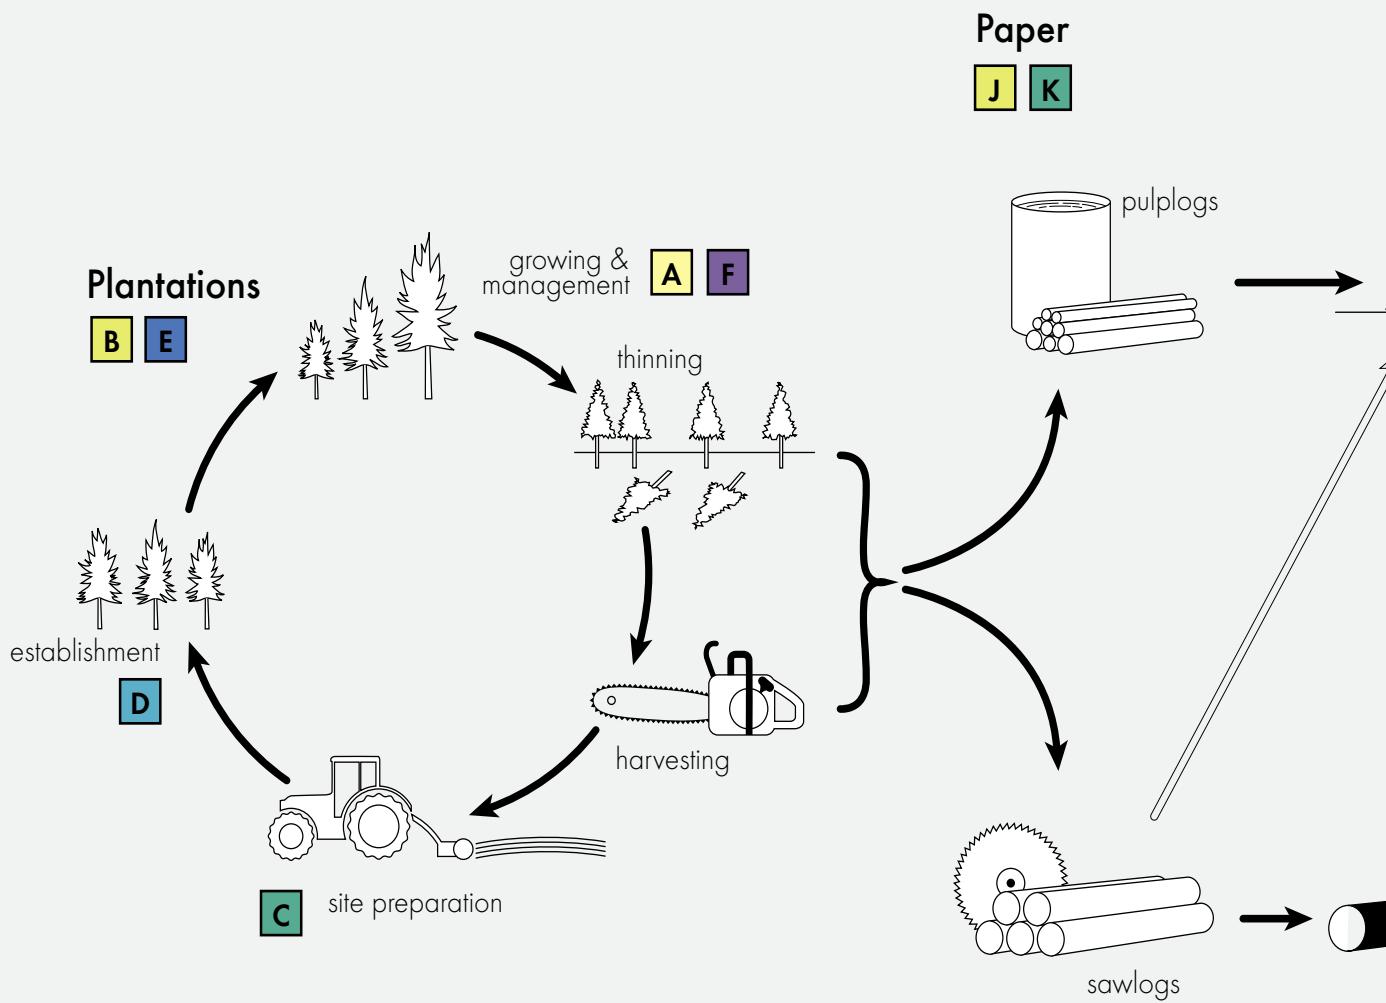 Paper
J K
pulplogs
growing &
management
A F
Plantations
B E
thinning
establishment
D
harvesting
C
site preparation
sawlogs